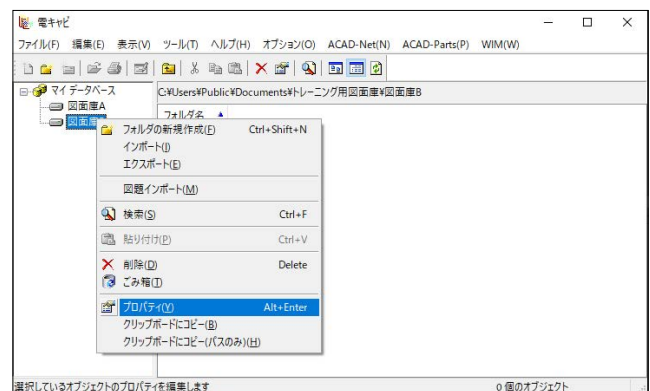 電キャビ
ファイル(F) 編集(E) 表示(V) ツール(T) ヘルプ(H) オプション(O) ACAD-Net(N) ACAD-Parts(P) WIM(W)
マイ データベース
C:¥Users¥Public¥Documents¥トレーニング用図面庫¥図面庫B
図面庫A
フォルダ名
図面庫
フォルダの新規作成(F) Ctrl+Shift+N
インポート(I)
エクスポート(E)
図題インポート(M)
検索(S) Ctrl+F
貼り付け(P) Ctrl+V
削除(D) Delete
ごみ箱(T)
プロパティ(Y) Alt+Enter
クリップボードにコピー(B)
クリップボードにコピー(パスのみ)(H)
選択しているオブジェクトのプロパティを編集します 0 個のオブジェクト